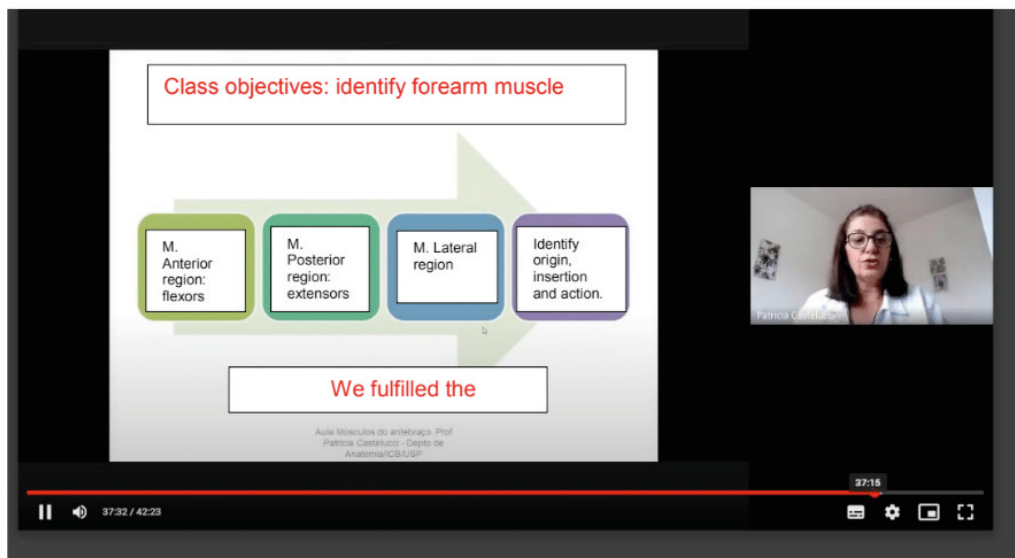 Class objectives: identify forearm muscle
M.
Anterior
region:
flexors
M.
Posterior
region:
extensors
M. Lateral
region
Identify
origin,
insertion
and action.
We fulfilled the
Aula Músculos do antebraço. Prof
Patricia Castelucci - Depto de
Anatomia/ICB/USP
Patricia Castelucci
37:15
37:32 / 42:23